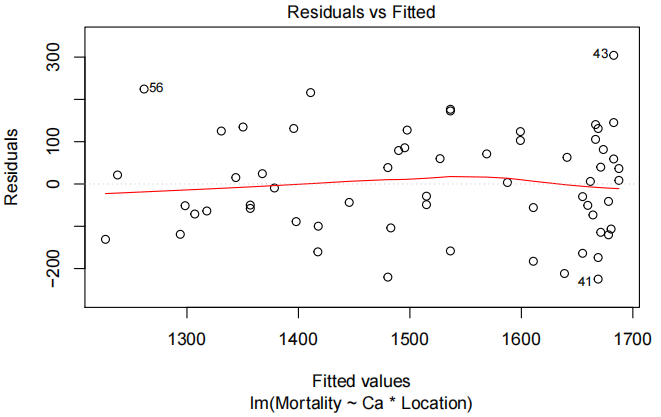 Residuals vs Fitted
Residuals
300
100
0
−200
56
43
41
1300 1400 1500 1600 1700
Fitted values
lm(Mortality ~ Ca * Location)